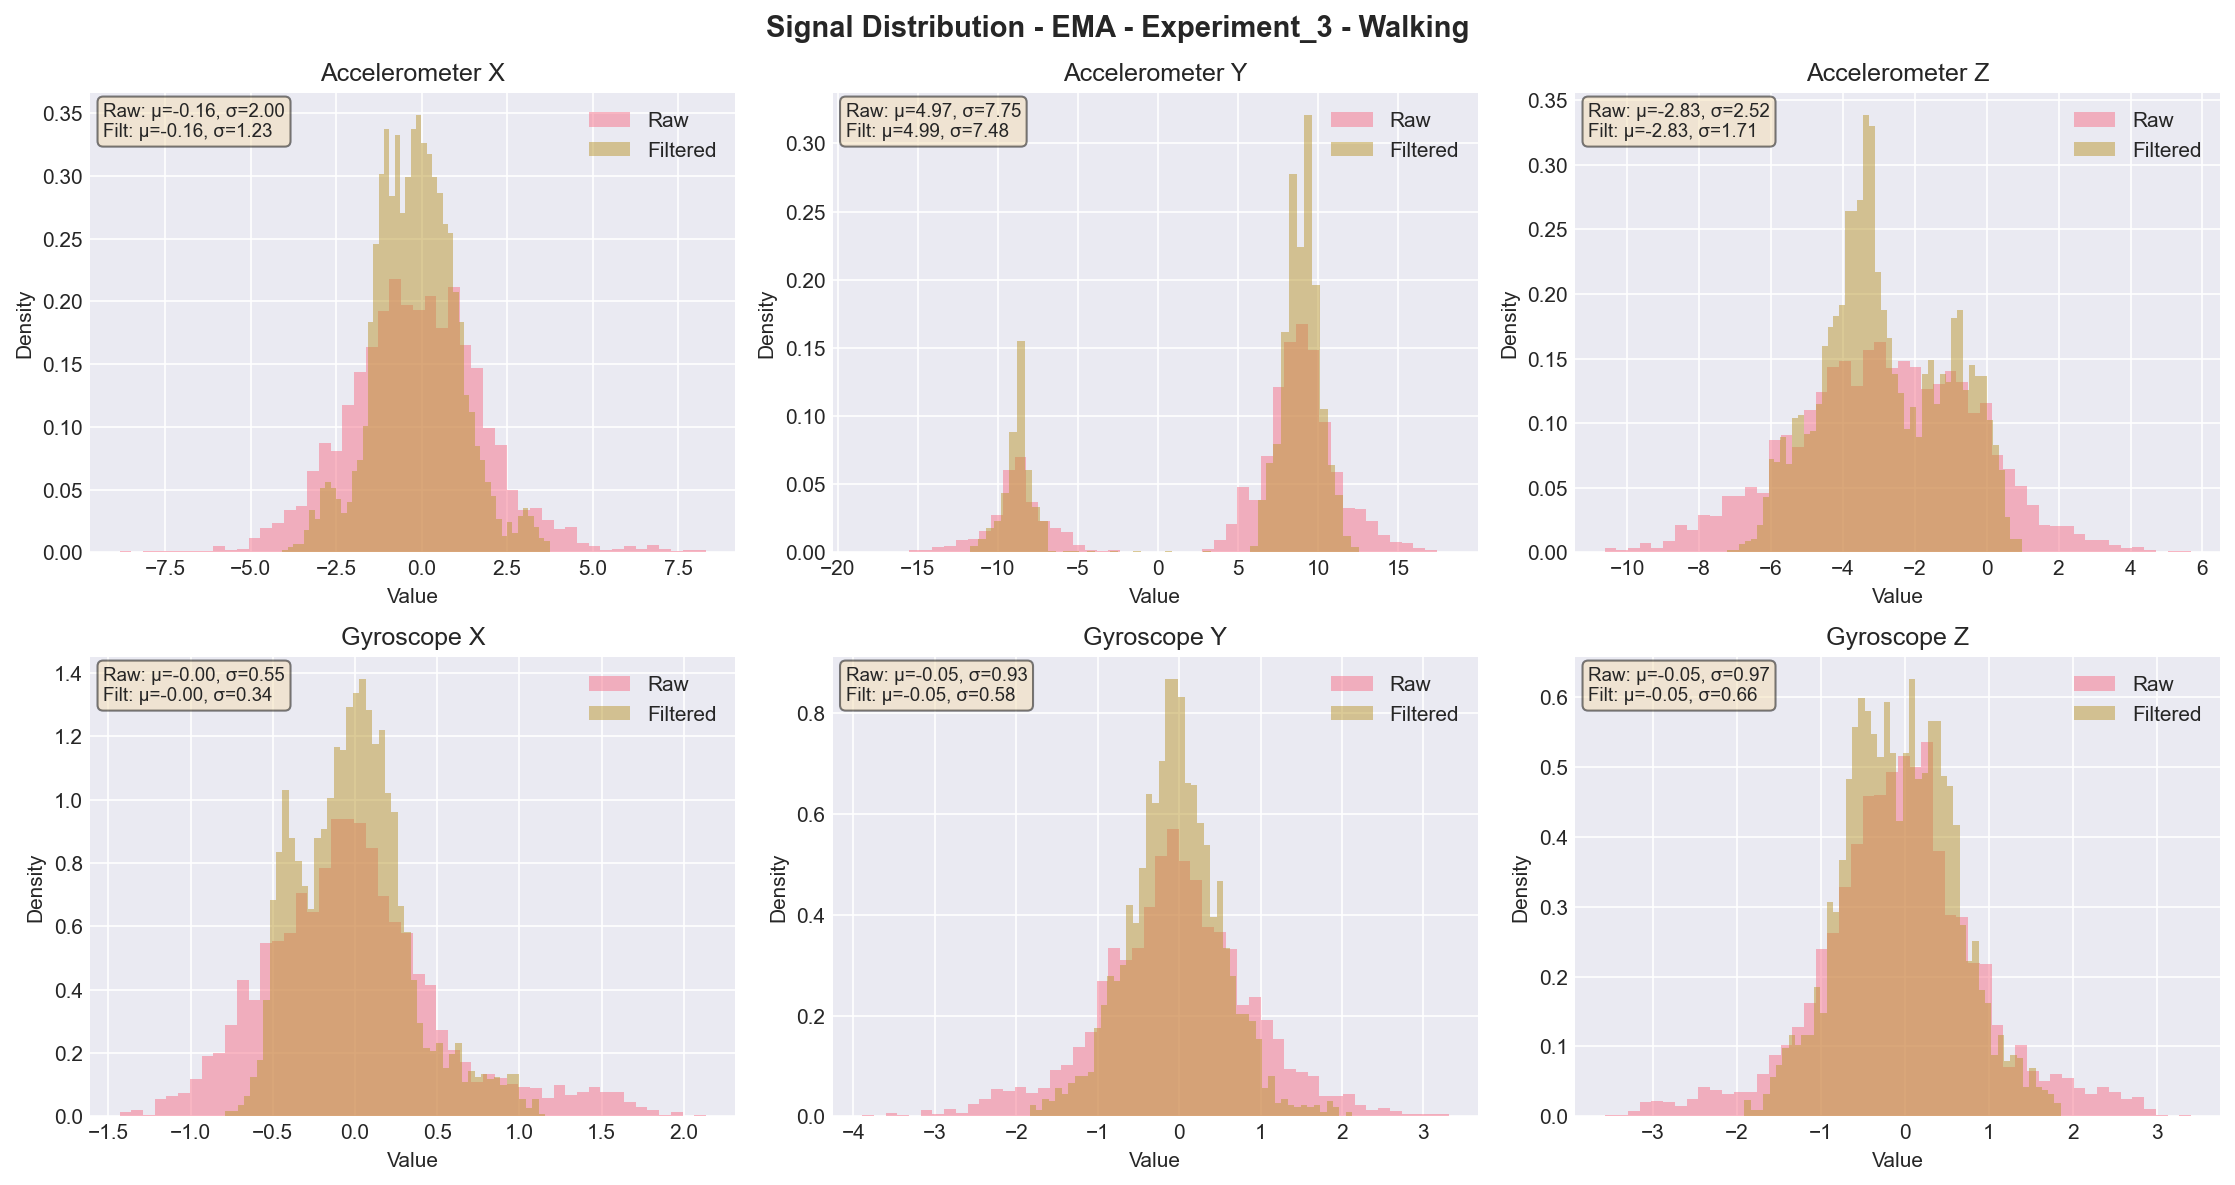 Signal Distribution - EMA - Experiment_3 - Walking
Accelerometer X
Raw: μ=-0.16, σ=2.00
Filt: μ=-0.16, σ=1.23
Raw
Filtered
0.35
0.30
0.25
0.20
0.15
0.10
0.05
0.00
Density
−7.5 −5.0 −2.5 0.0 2.5 5.0 7.5
Value
Accelerometer Y
Raw: μ=4.97, σ=7.75
Filt: μ=4.99, σ=7.48
Raw
Filtered
0.30
0.25
0.20
0.15
0.10
0.05
0.00
Density
−20 −15 −10 −5 0 5 10 15
Value
Accelerometer Z
Raw: μ=-2.83, σ=2.52
Filt: μ=-2.83, σ=1.71
Raw
Filtered
0.35
0.30
0.25
0.20
0.15
0.10
0.05
0.00
Density
−10 −8 −6 −4 −2 0 2 4 6
Value
Gyroscope X
Raw: μ=-0.00, σ=0.55
Filt: μ=-0.00, σ=0.34
Raw
Filtered
1.4
1.2
1.0
0.8
0.6
0.4
0.2
0.0
Density
−1.5 −1.0 −0.5 0.0 0.5 1.0 1.5 2.0
Value
Gyroscope Y
Raw: μ=-0.05, σ=0.93
Filt: μ=-0.05, σ=0.58
Raw
Filtered
0.8
0.6
0.4
0.2
0.0
Density
−4 −3 −2 −1 0 1 2 3
Value
Gyroscope Z
Raw: μ=-0.05, σ=0.97
Filt: μ=-0.05, σ=0.66
Raw
Filtered
0.6
0.5
0.4
0.3
0.2
0.1
0.0
Density
−3 −2 −1 0 1 2 3
Value